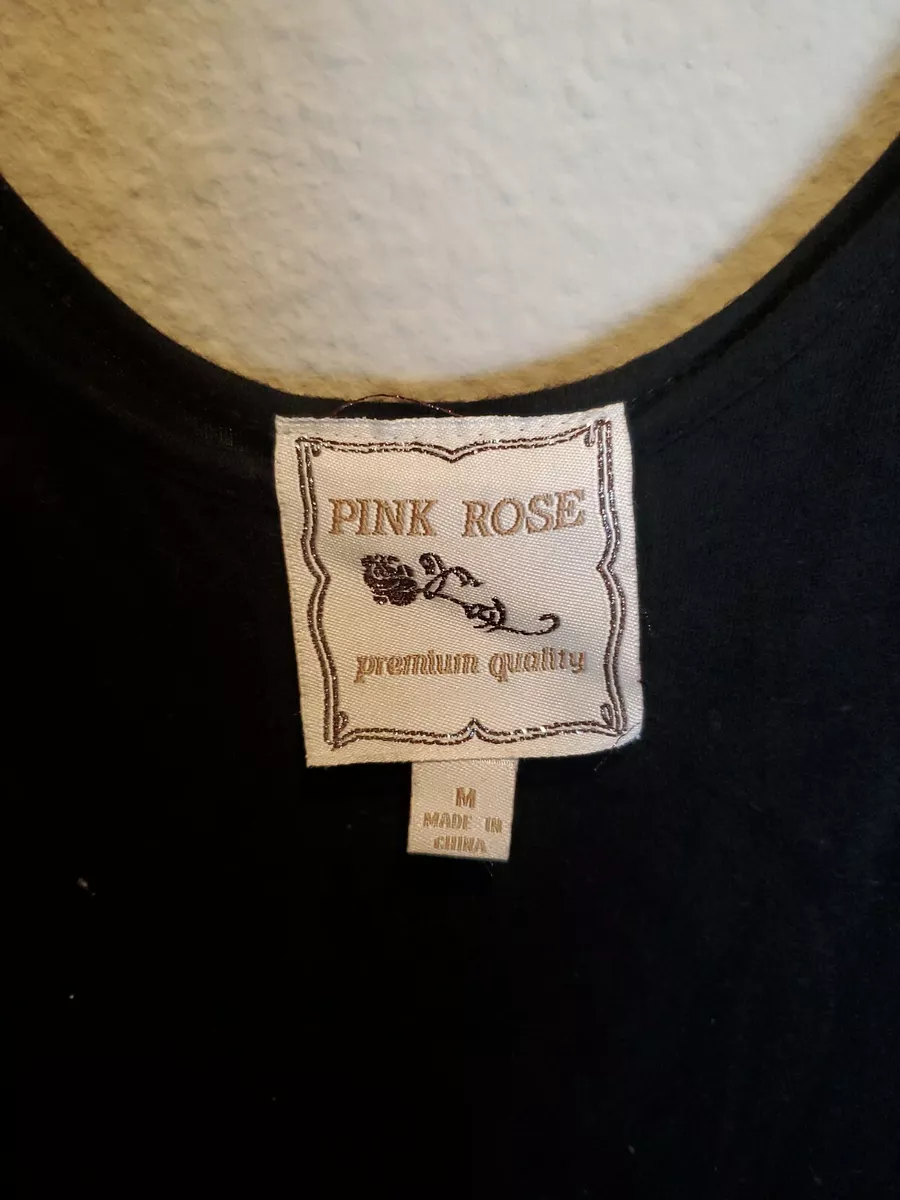 PINK ROSE
premium quality
M
MADE IN
CHINA